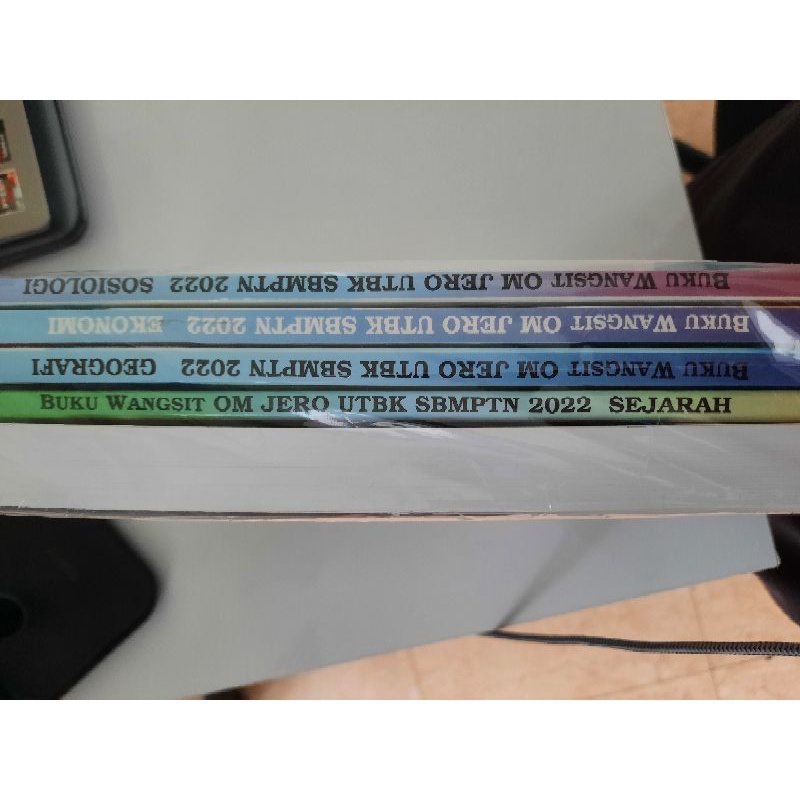 BUKU WANGSIT OM JERO UTBK SBMPTN 2022 SOSIOLOGI
BUKU WANGSIT OM JERO UTBK SBMPTN 2022 EKONOMI
BUKU WANGSIT OM JERO UTBK SBMPTN 2022 GEOGRAFI
BUKU WANGSIT OM JERO UTBK SBMPTN 2022 SEJARAH